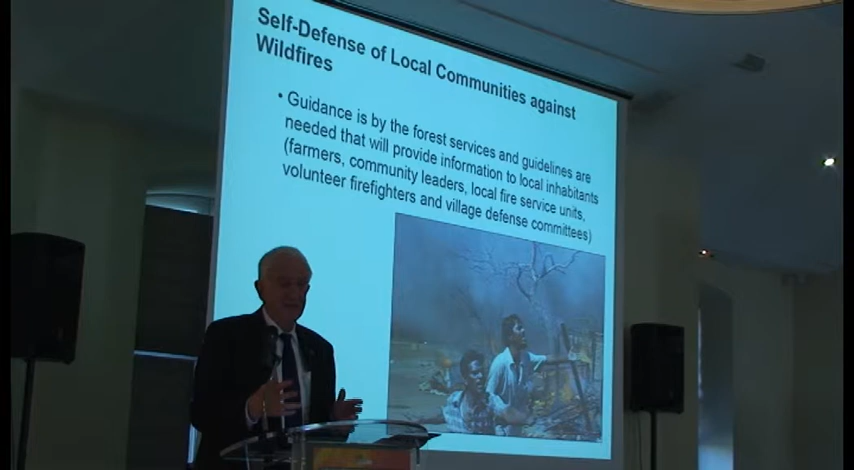 Self-Defense of Local Communities against
Wildfires
• Guidance is by the forest services and guidelines are
needed that will provide information to local inhabitants
(farmers, community leaders, local fire service units,
volunteer firefighters and village defense committees)